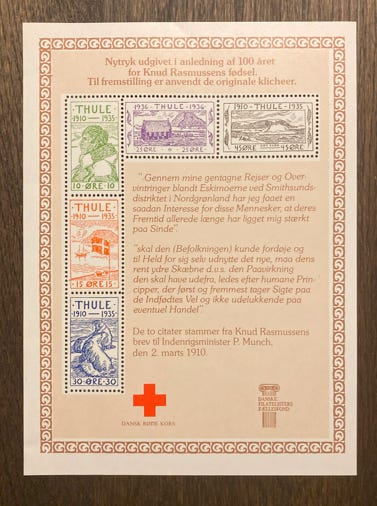 Nytryk udgivet i anledning af 100 året
for Knud Rasmussens fødsel.
Til fremstilling er anvendt de originale klicheer.
THULE
1910 1935
10 ØRE 10
1936 THULE 1936
25 ØRE 25 ØRE
1910 THULE 1935
45 ØRE 45 ØRE
THULE
1910 1935
15 ØRE 15
THULE
1910 1935
30 ØRE 30
"Gennem mine gentagne Rejser og Over-
vintringer blandt Eskimoerne ved Smithsunds-
distriktet i Nordgrønland har jeg faaet en
saadan Interesse for disse Mennesker, at deres
Fremtid allerede længe har ligget mig stærkt
paa Sinde".
"skal den (Befolkningen) kunde fordøje og
til Held for sig selv udnytte det nye, maa dens
rent ydre Skæbne d.v.s. den Paavirkning
den skal have udefra, ledes efter humane Prin-
cipper, der først og fremmest tager Sigte paa
de Indfødtes Vel og ikke udelukkende paa
eventuel Handel".
De to citater stammer fra Knud Rasmussens
brev til Indenrigsminister P. Munch,
den 2. marts 1910.
DANSK RØDE KORS
DANSKE
FILATELISTERS
FÆLLESFOND